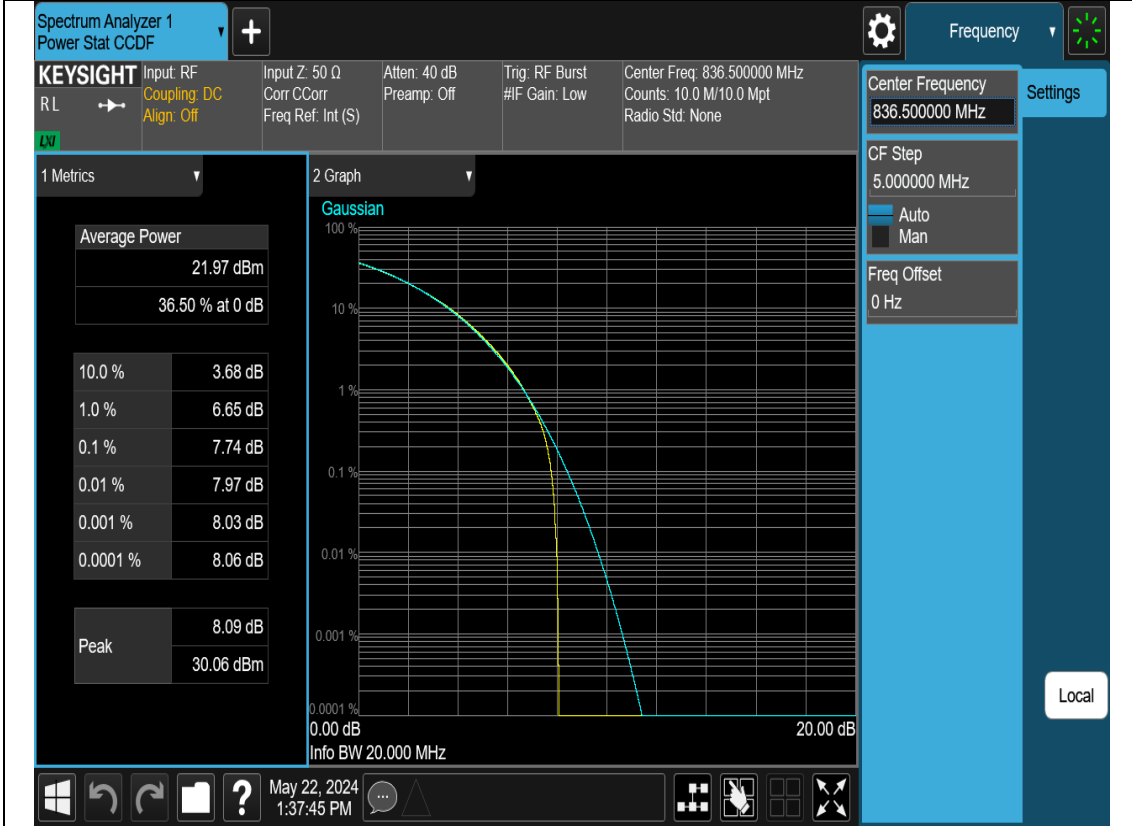 Spectrum Analyzer 1
Power Stat CCDF
Frequency
KEYSIGHT
R L
LXI
Input: RF
Coupling: DC
Align: Off
Input Z: 50 Ω
Corr CCorr
Freq Ref: Int (S)
Atten: 40 dB
Preamp: Off
Trig: RF Burst
#IF Gain: Low
Center Freq: 836.500000 MHz
Counts: 10.0 M/10.0 Mpt
Radio Std: None
Center Frequency
836.500000 MHz
Settings
CF Step
5.000000 MHz
Auto
Man
Freq Offset
0 Hz
1 Metrics
Average Power
21.97 dBm
36.50 % at 0 dB
10.0 % 3.68 dB
1.0 % 6.65 dB
0.1 % 7.74 dB
0.01 % 7.97 dB
0.001 % 8.03 dB
0.0001 % 8.06 dB
Peak
8.09 dB
30.06 dBm
2 Graph
Gaussian
100 %
10 %
1 %
0.1 %
0.01 %
0.001 %
0.0001 %
0.00 dB 20.00 dB
Info BW 20.000 MHz
Local
?
May 22, 2024
1:37:45 PM